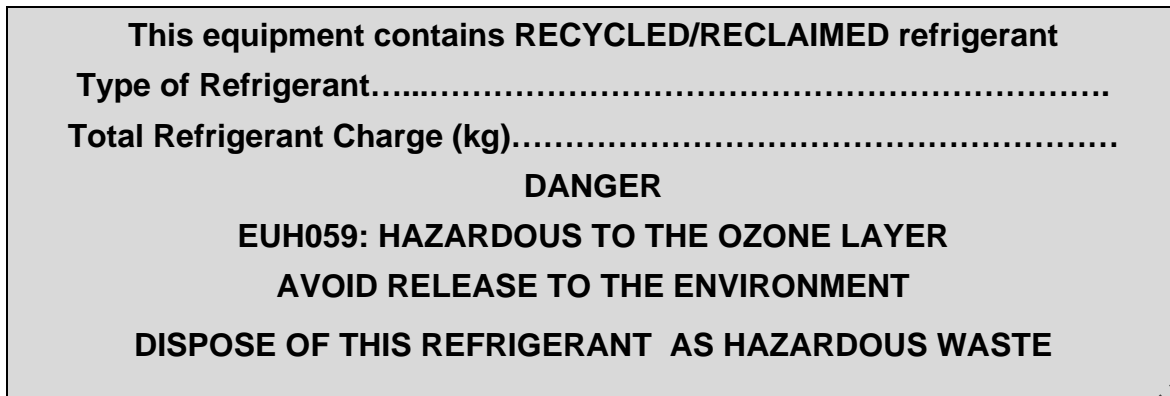 This equipment contains RECYCLED/RECLAIMED refrigerant
Type of Refrigerant…...……………………………………………………….
Total Refrigerant Charge (kg)…………………………………………………
DANGER
EUH059: HAZARDOUS TO THE OZONE LAYER
AVOID RELEASE TO THE ENVIRONMENT
DISPOSE OF THIS REFRIGERANT  AS HAZARDOUS WASTE